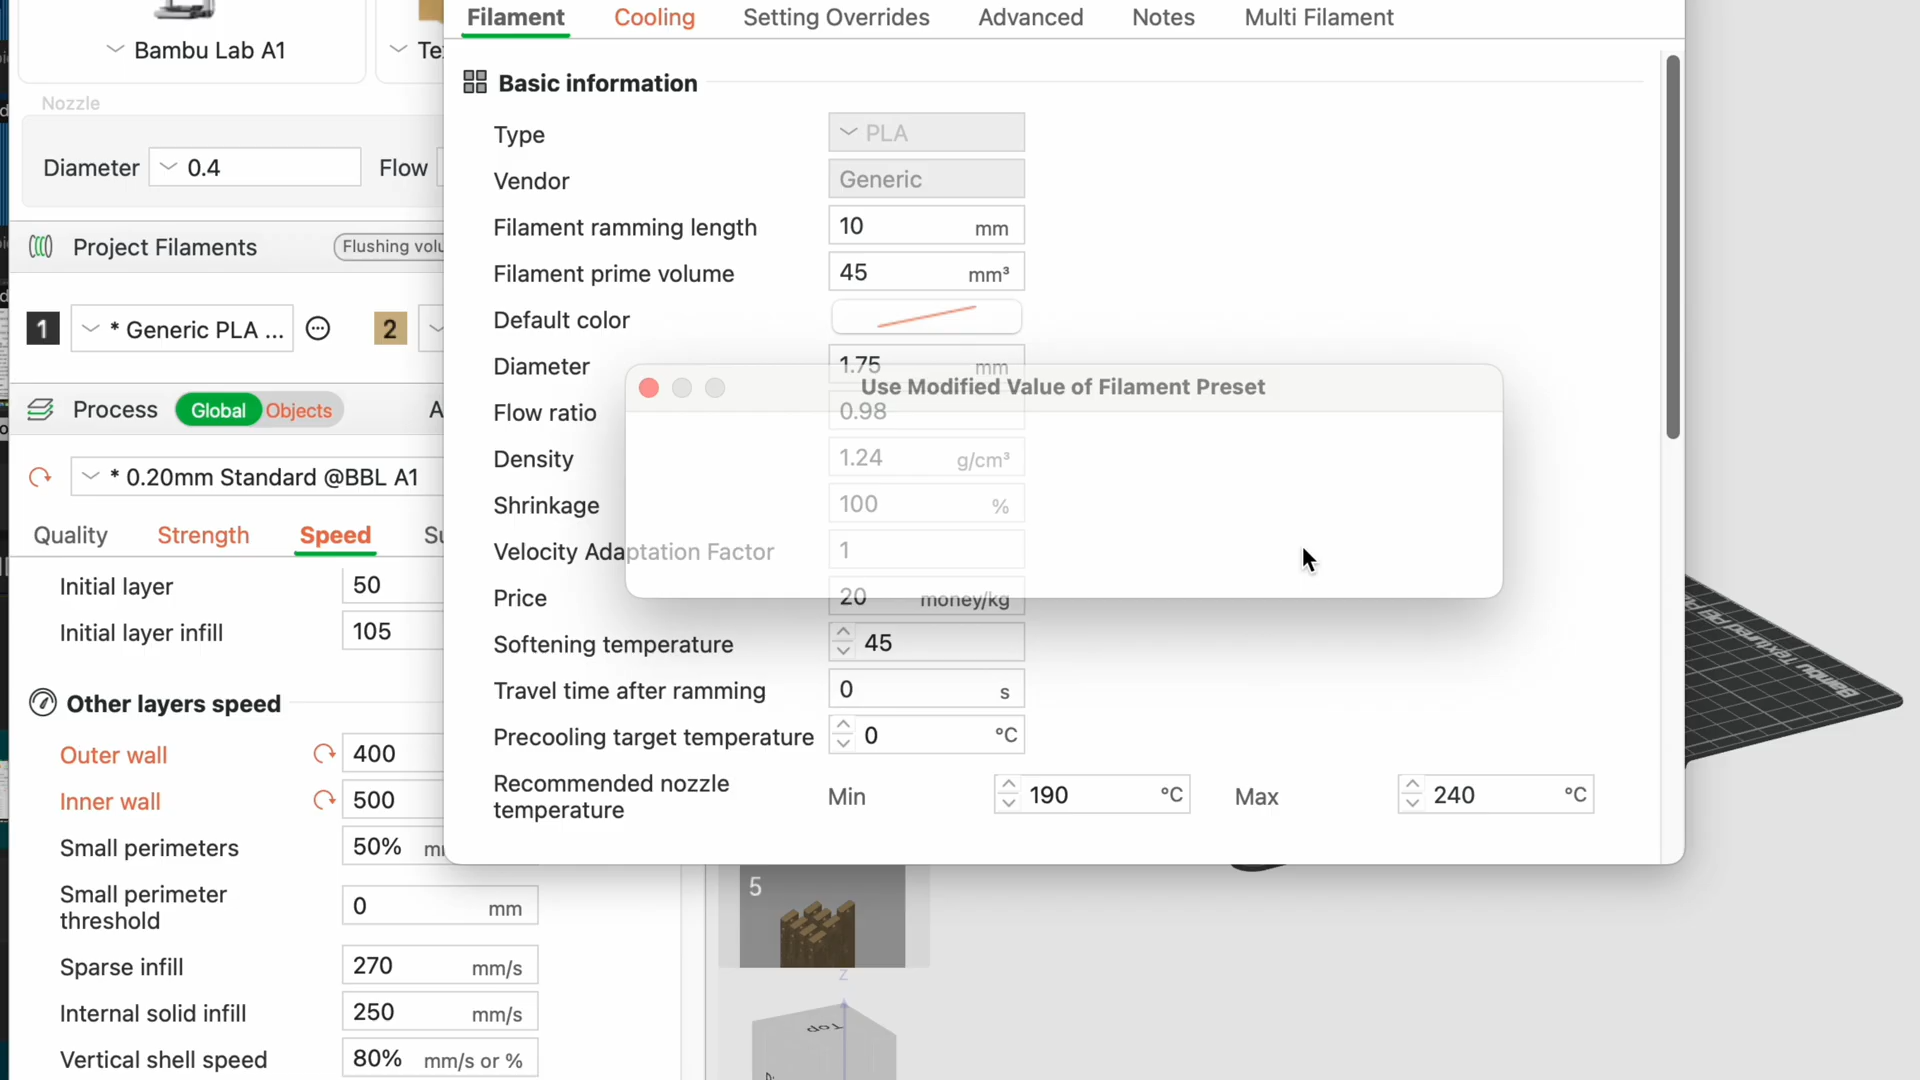 Filament Cooling Setting Overrides Advanced Notes Multi Filament
Bambu Lab A1
Nozzle
Diameter 0.4 Flow
Project Filaments
1 * Generic PLA ... 2
Process Global Objects
* 0.20mm Standard @BBL A1
Quality Strength Speed
Initial layer 50
Initial layer infill 105
Other layers speed
Outer wall 400
Inner wall 500
Small perimeters 50%
Small perimeter
threshold 0 mm
Sparse infill 270 mm/s
Internal solid infill 250 mm/s
Vertical shell speed 80% mm/s or %
Basic information
Type PLA
Vendor Generic
Filament ramming length 10 mm
Filament prime volume 45 mm³
Default color
Diameter 1.75 mm
Use Modified Value of Filament Preset
Flow ratio 0.98
Density 1.24 g/cm³
Shrinkage 100 %
Velocity Adaptation Factor 1
Price 20 money/kg
Softening temperature 45
Travel time after ramming 0 s
Precooling target temperature 0 °C
Recommended nozzle
temperature Min 190 °C Max 240 °C
5
Z
Top